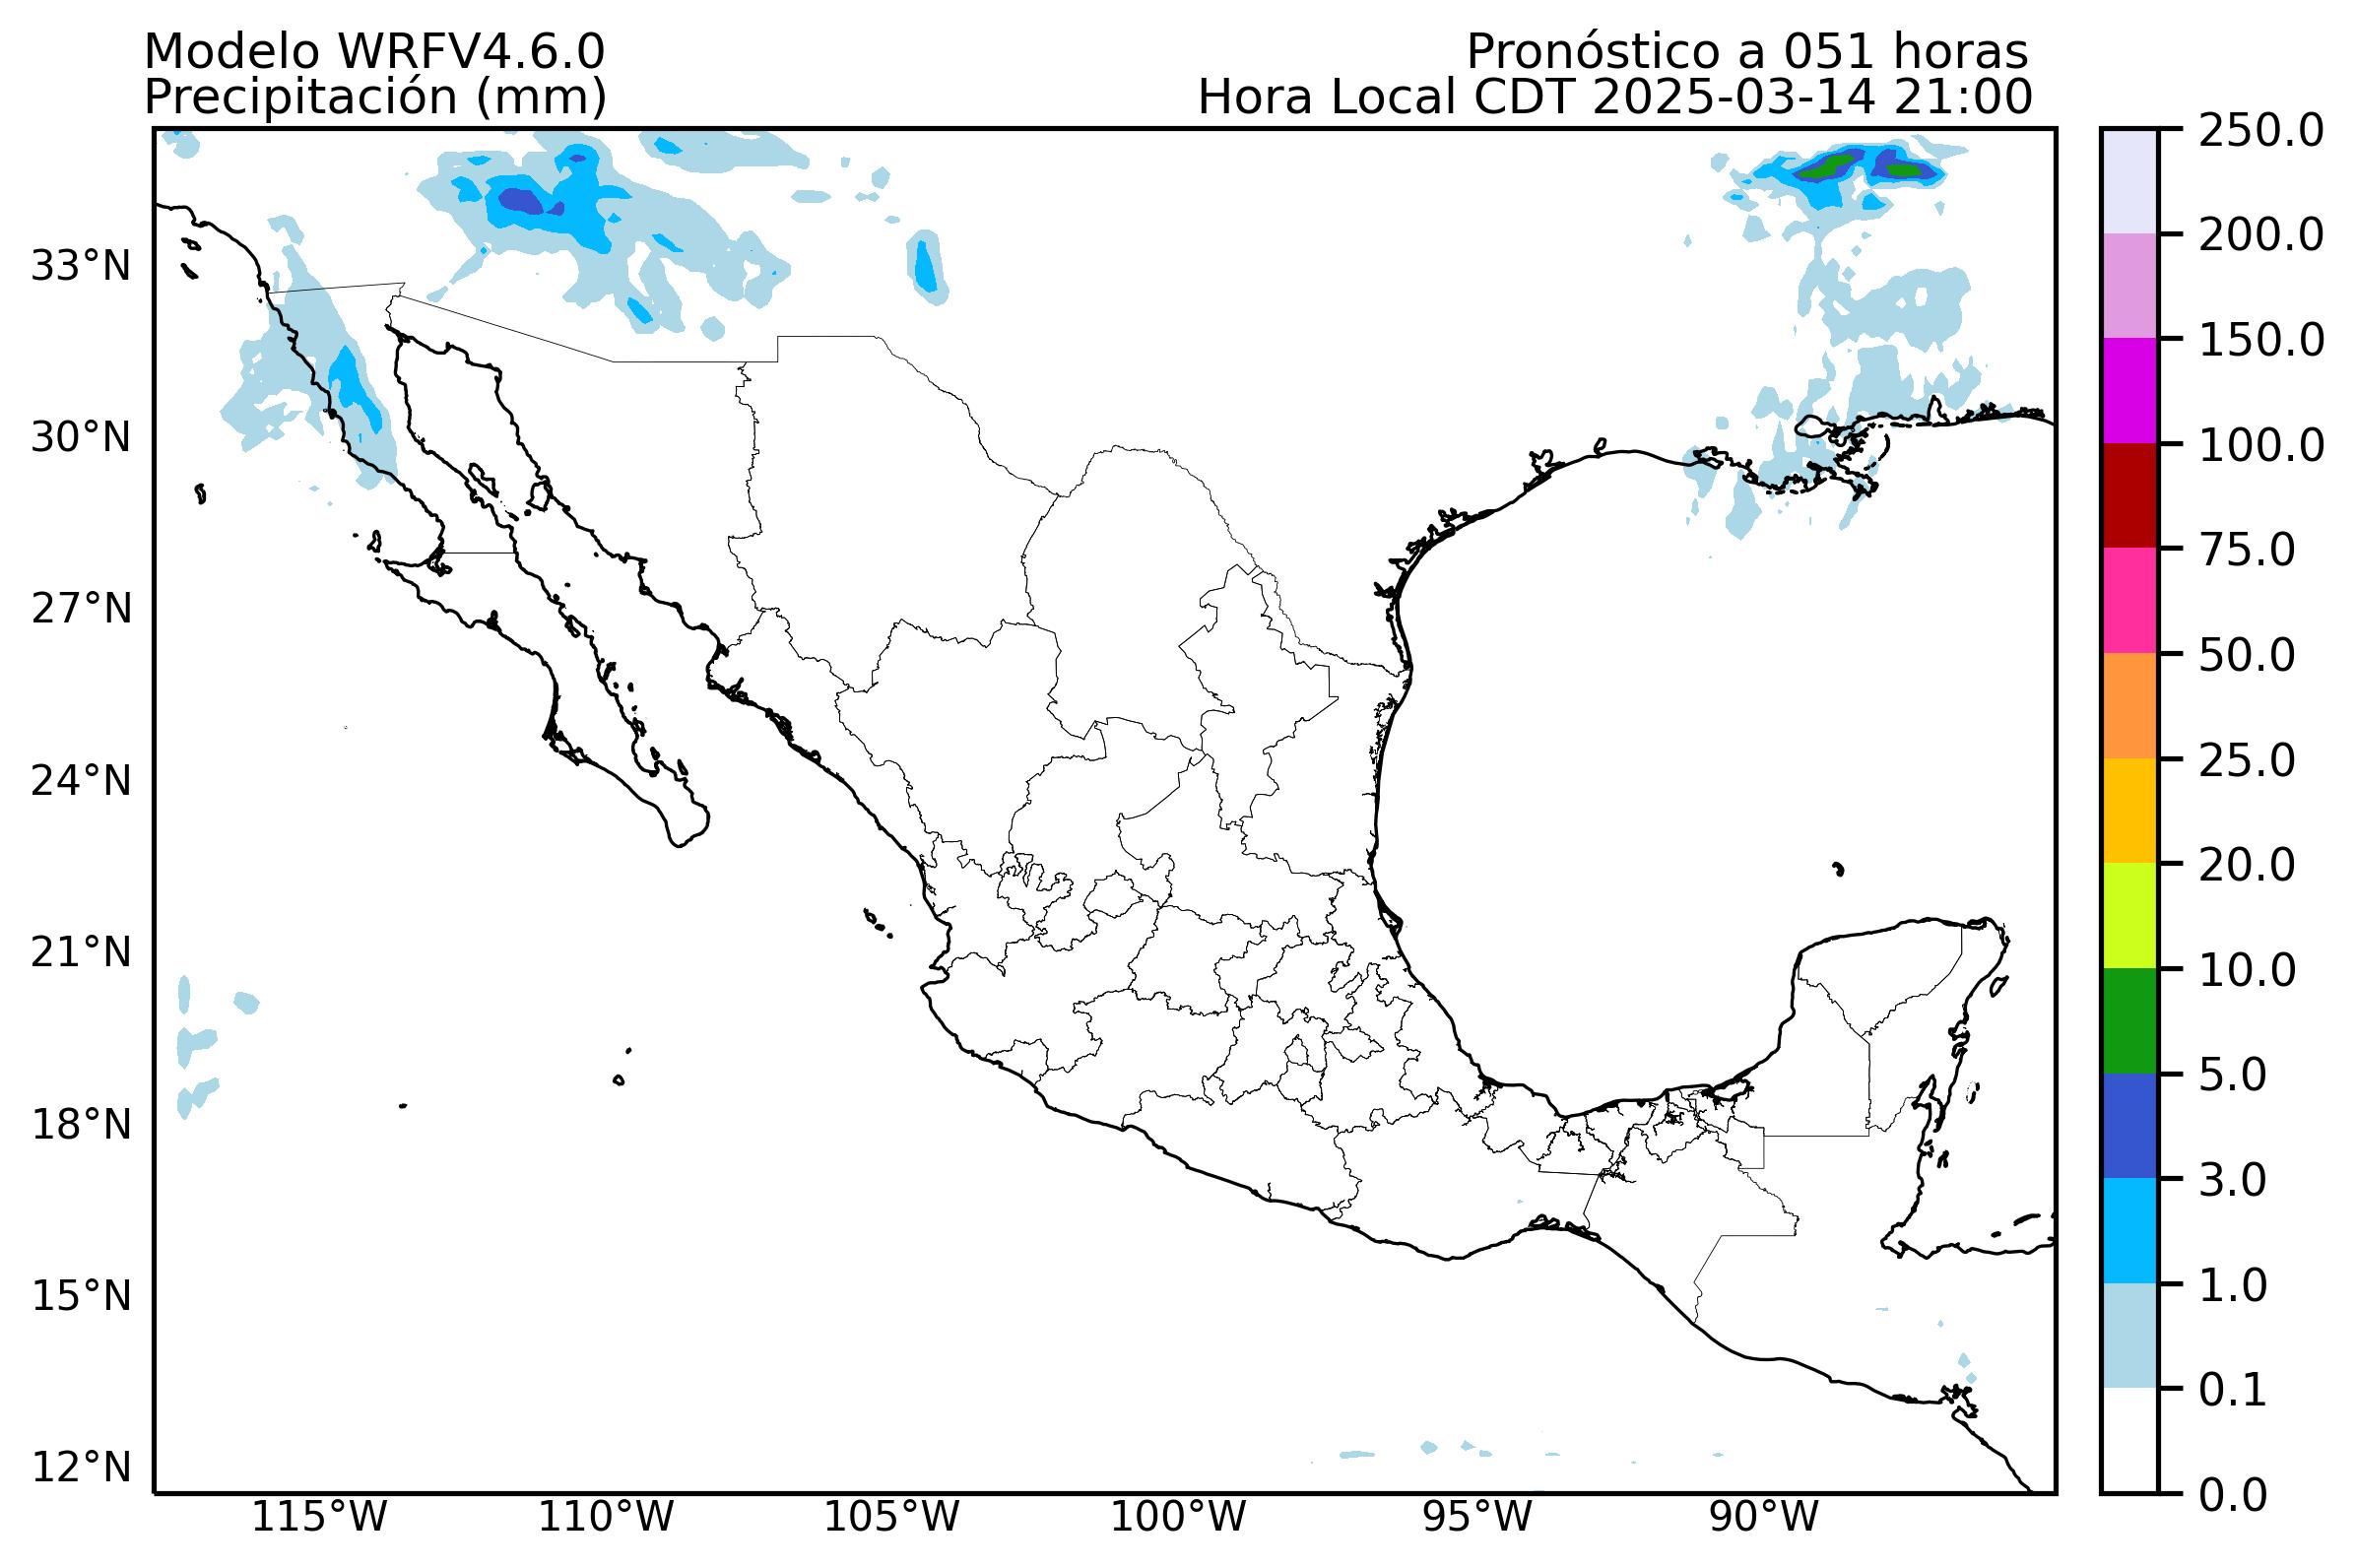 Modelo WRFV4.6.0
Precipitación (mm)
Pronóstico a 051 horas
Hora Local CDT 2025-03-14 21:00
33°N
30°N
27°N
24°N
21°N
18°N
15°N
12°N
115°W
110°W
105°W
100°W
95°W
90°W
250.0
200.0
150.0
100.0
75.0
50.0
25.0
20.0
10.0
5.0
3.0
1.0
0.1
0.0